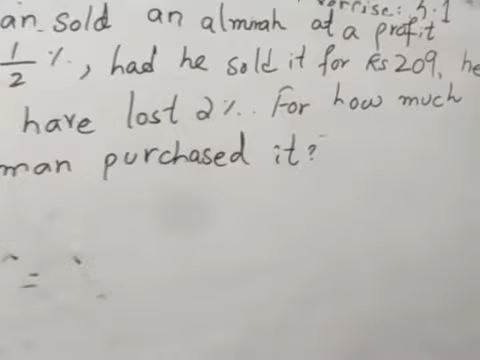 an sold an almirah at a profit
1/2 %, had he sold it for Rs 209, he
have lost 2%. For how much
man purchased it?
=